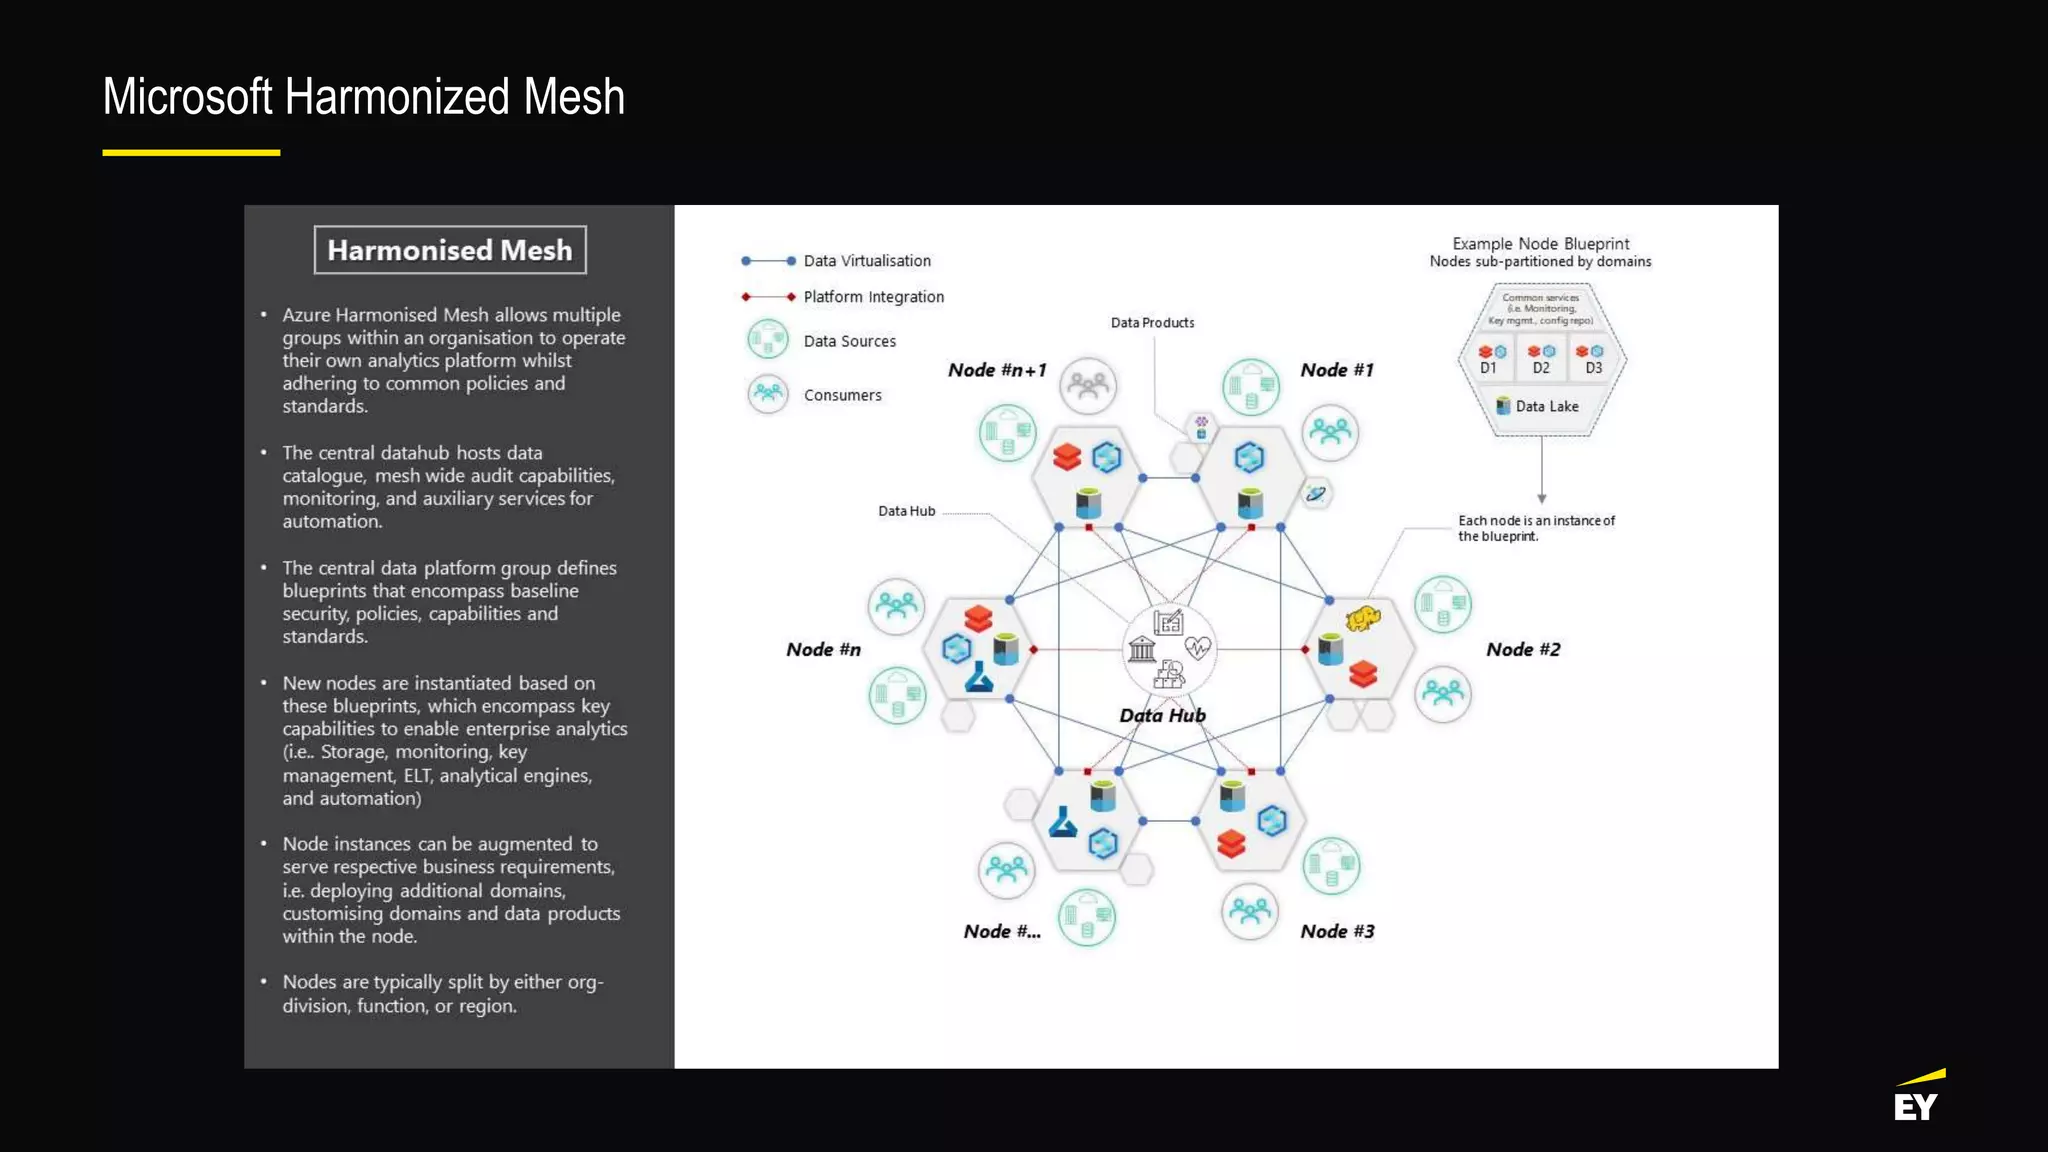 Microsoft Harmonized Mesh
Harmonised Mesh
• Azure Harmonised Mesh allows multiple
groups within an organisation to operate
their own analytics platform whilst
adhering to common policies and
standards.
• The central datahub hosts data
catalogue, mesh wide audit capabilities,
monitoring, and auxiliary services for
automation.
• The central data platform group defines
blueprints that encompass baseline
security, policies, capabilities and
standards.
• New nodes are instantiated based on
these blueprints, which encompass key
capabilities to enable enterprise analytics
(i.e.. Storage, monitoring, key
management, ELT, analytical engines,
and automation)
• Node instances can be augmented to
serve respective business requirements,
i.e. deploying additional domains,
customising domains and data products
within the node.
• Nodes are typically split by either org-
division, function, or region.
Data Virtualisation
Platform Integration
Data Sources
Consumers
Data Products
Example Node Blueprint
Nodes sub-partitioned by domains
Common services
(i.e. Monitoring,
Key mgmt., config repo)
D1 D2 D3
Data Lake
Each node is an instance of
the blueprint.
Node #n+1
Node #1
Data Hub
Node #n
Node #2
Data Hub
Node #...
Node #3
EY